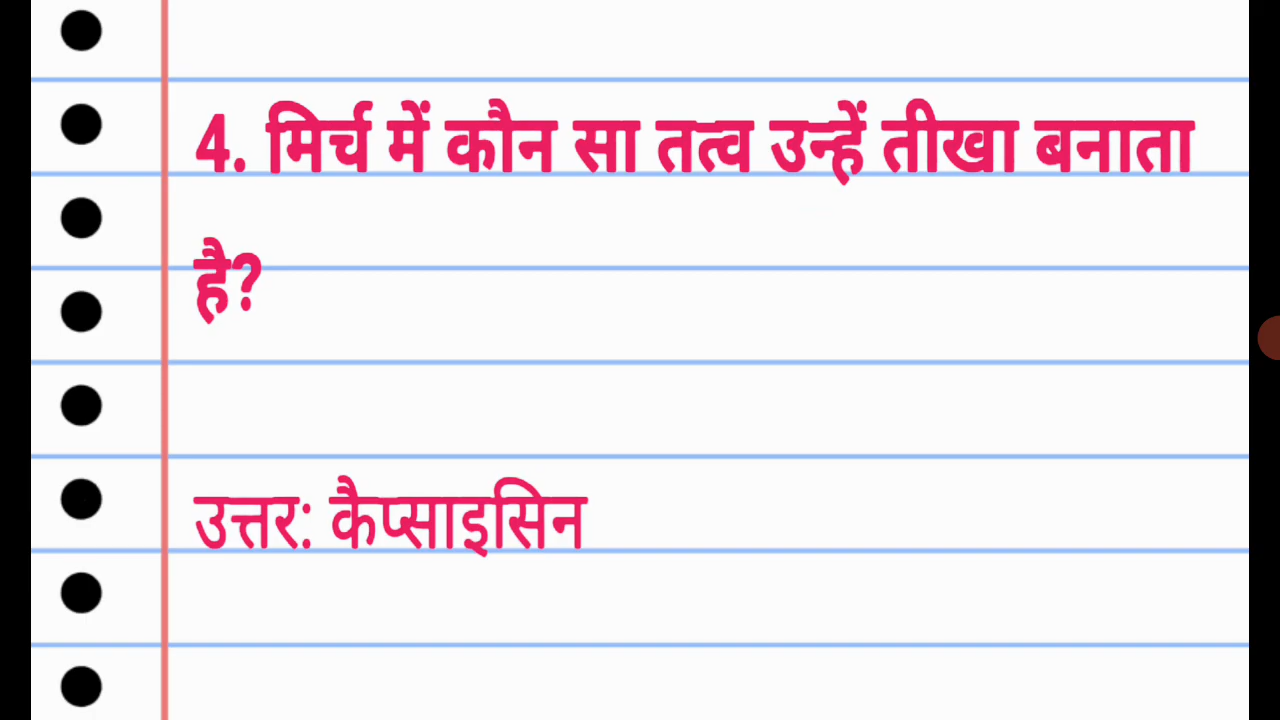 4. मिर्च में कौन सा तत्व उन्हें तीखा बनाता
है?
उत्तर: कैप्साइसिन